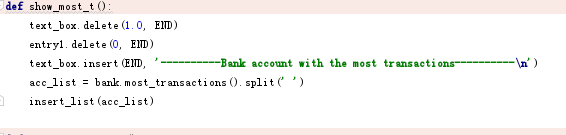 def show_most_t():
    text_box.delete(1.0, END)
    entry1.delete(0, END)
    text_box.insert(END, '----------Bank account with the most transactions----------\n')
    acc_list = bank.most_transactions().split(' ')
    insert_list(acc_list)